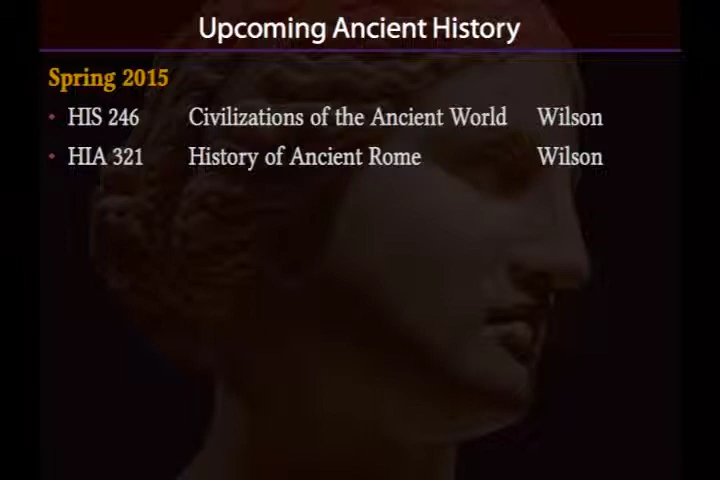 Upcoming Ancient History
Spring 2015
• HIS 246 Civilizations of the Ancient World Wilson
• HIA 321 History of Ancient Rome Wilson